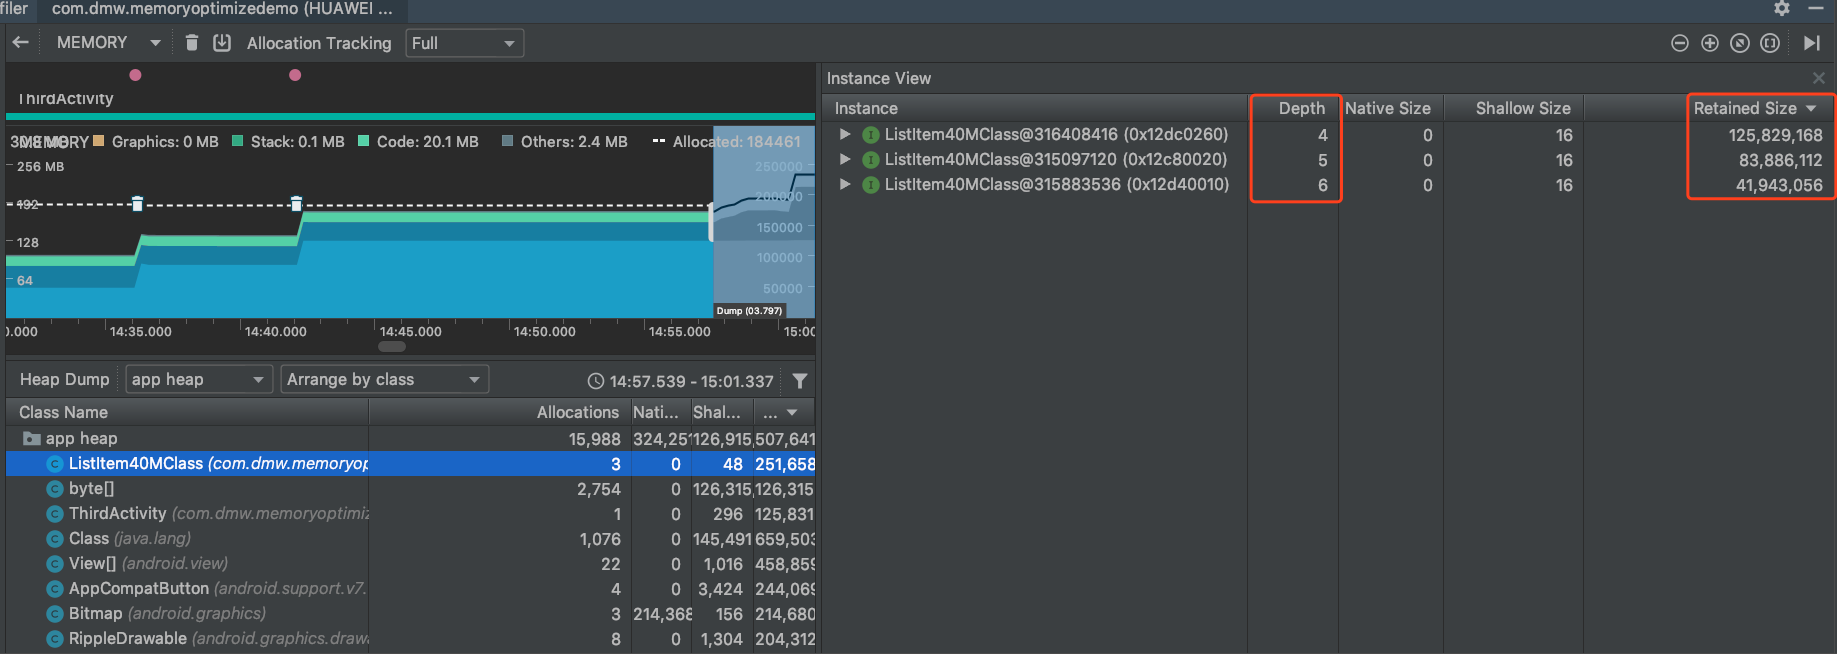 filer com.dmw.memoryoptimizedemo (HUAWEI ...
MEMORY Allocation Tracking Full
ThirdActivity
MEMORY Graphics: 0 MB Stack: 0.1 MB Code: 20.1 MB Others: 2.4 MB Allocated: 184461
256 MB 250000
192 200000
150000
128
100000
64
50000
Dump (03.797)
0.000 14:35.000 14:40.000 14:45.000 14:50.000 14:55.000 15:00
Heap Dump app heap Arrange by class 14:57.539 - 15:01.337
Class Name Allocations Nati... Shal... ...
app heap 15,988 324,251 126,915, 507,641
ListItem40MClass (com.dmw.memoryop 3 0 48 251,658
byte[] 2,754 0 126,315, 126,315
ThirdActivity (com.dmw.memoryoptimiz 1 0 296 125,831
Class (java.lang) 1,076 0 145,491 659,503
View[] (android.view) 22 0 1,016 458,859
AppCompatButton (android.support.v7. 4 0 3,424 244,069
Bitmap (android.graphics) 3 214,368 156 214,680
RippleDrawable (android.graphics.drawa 8 0 1,304 204,312
Instance View
Instance Depth Native Size Shallow Size Retained Size
ListItem40MClass@316408416 (0x12dc0260) 4 0 16 125,829,168
ListItem40MClass@315097120 (0x12c80020) 5 0 16 83,886,112
ListItem40MClass@315883536 (0x12d40010) 6 0 16 41,943,056